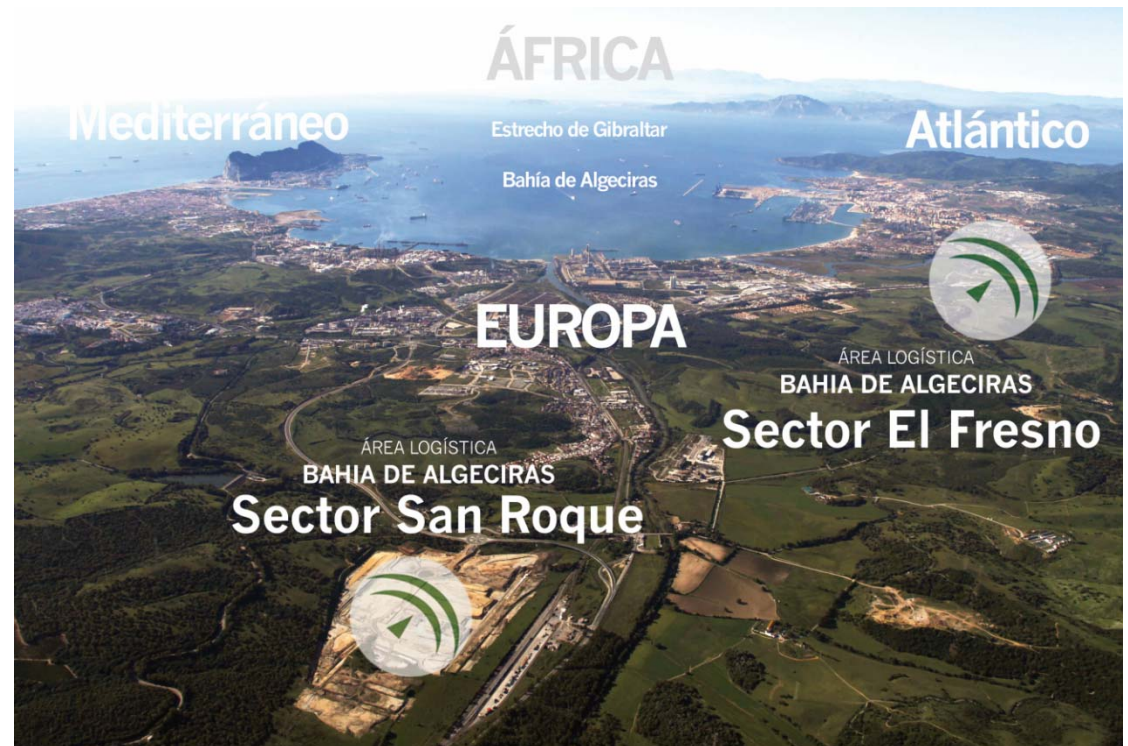 ÁFRICA
Mediterráneo
Estrecho de Gibraltar
Atlántico
Bahía de Algeciras
EUROPA
ÁREA LOGÍSTICA
BAHIA DE ALGECIRAS
Sector El Fresno
ÁREA LOGÍSTICA
BAHIA DE ALGECIRAS
Sector San Roque